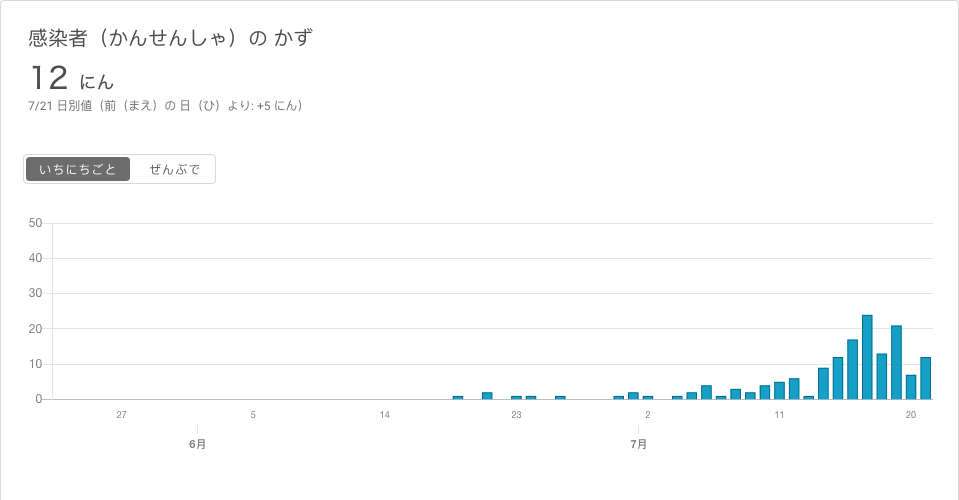 感染者（かんせんしゃ）の かず
12 にん
7/21 日別値（前（まえ）の 日（ひ）より: +5 にん）
いちにちごと ぜんぶで
50
40
30
20
10
0
27 5 14 23 2 11 20
6月 7月